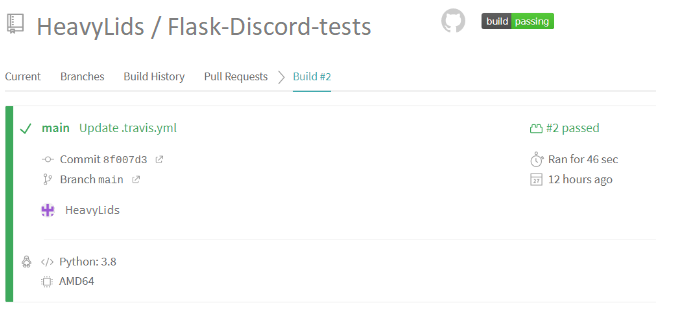 HeavyLids / Flask-Discord-tests
build passing
Current Branches Build History Pull Requests Build #2
main Update .travis.yml
#2 passed
Commit 8f007d3
Ran for 46 sec
Branch main
12 hours ago
HeavyLids
</> Python: 3.8
AMD64